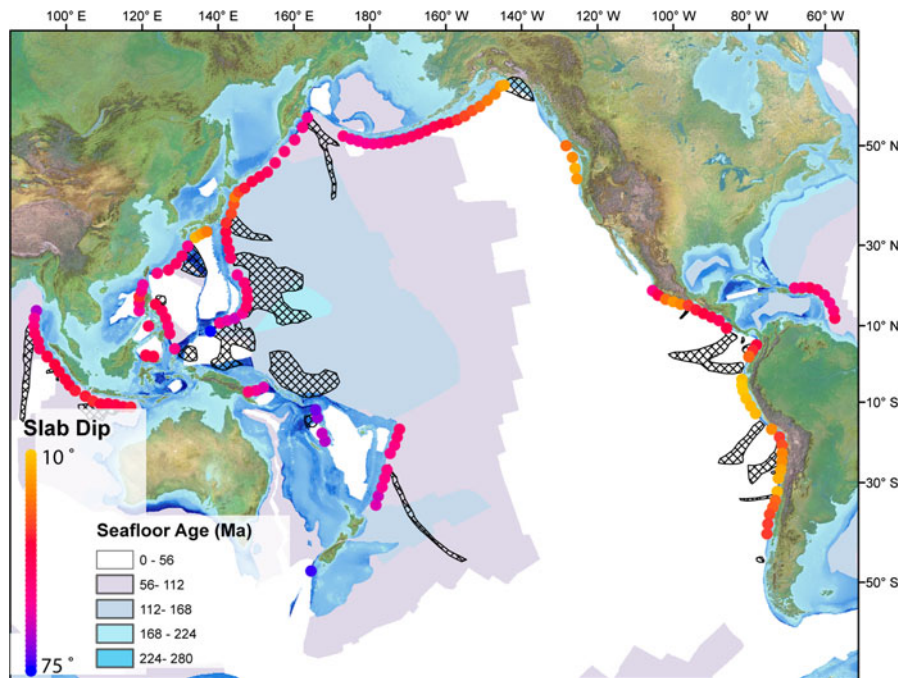 100° E 120° E 140° E 160° E 180° 160° W 140° W 120° W 100° W 80° W 60° W
50° N
30° N
10° N
10° S
30° S
50° S
Slab Dip
10°
75°
Seafloor Age (Ma)
0 - 56
56- 112
112- 168
168 - 224
224- 280